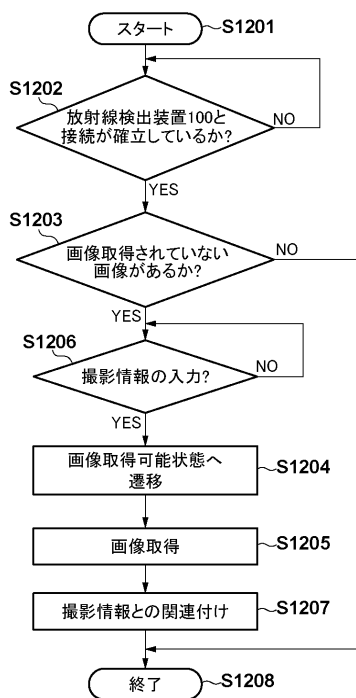 スタート
S1201
S1202
放射線検出装置100と
接続が確立しているか?
NO
YES
S1203
画像取得されていない
画像があるか?
NO
YES
S1206
撮影情報の入力?
NO
YES
画像取得可能状態へ
遷移
S1204
画像取得
S1205
撮影情報との関連付け
S1207
終了
S1208